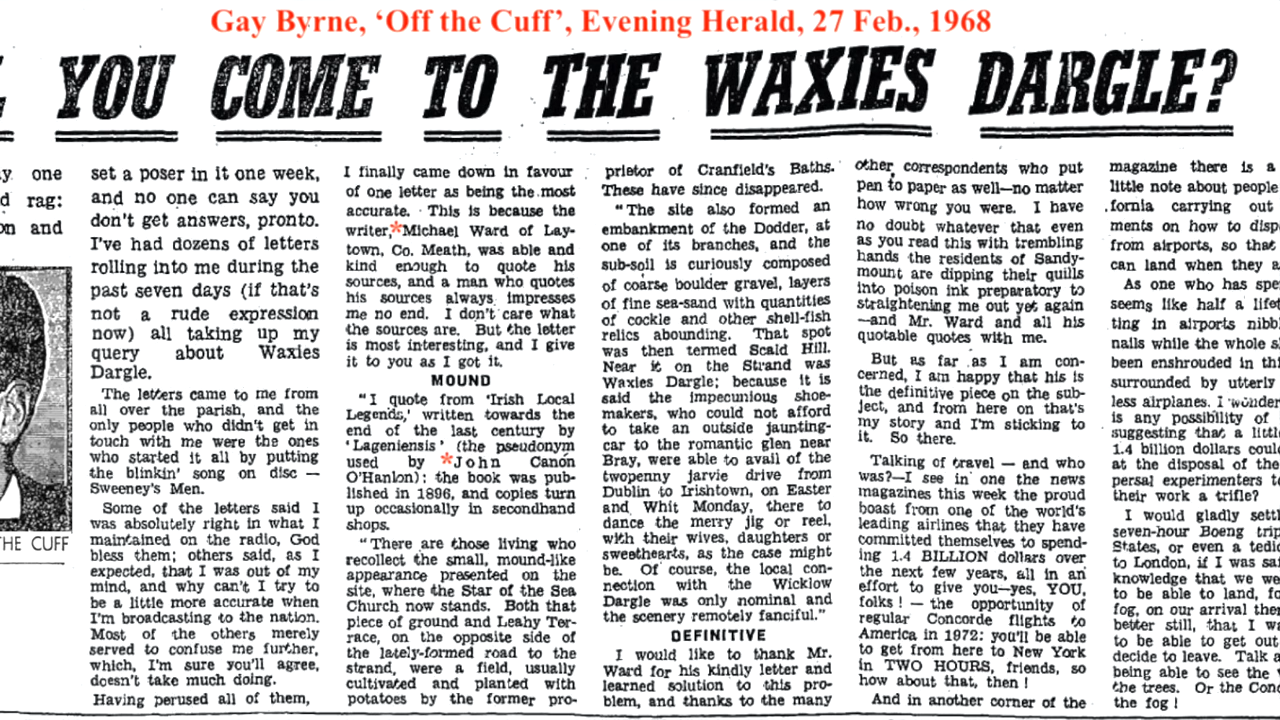 Gay Byrne, ‘Off the Cuff’, Evening Herald, 27 Feb., 1968
YOU COME TO THE WAXIES DARGLE?
one
rag:
and
THE CUFF
set a poser in it one week,
and no one can say you
don't get answers, pronto.
I've had dozens of letters
rolling into me during the
past seven days (if that's
not a rude expression
now) all taking up my
query about Waxies
Dargle.
The letters came to me from
all over the parish, and the
only people who didn't get in
touch with me were the ones
who started it all by putting
the blinkin' song on disc —
Sweeney's Men.
Some of the letters said I
was absolutely right in what I
maintained on the radio, God
bless them; others said, as I
expected, that I was out of my
mind, and why can't I try to
be a little more accurate when
I'm broadcasting to the nation.
Most of the others merely
served to confuse me further,
which, I'm sure you'll agree,
doesn't take much doing.
Having perused all of them,
I finally came down in favour
of one letter as being the most
accurate. This is because the
writer,*Michael Ward of Lay-
town, Co. Meath, was able and
kind enough to quote his
sources, and a man who quotes
his sources always impresses
me no end. I don't care what
the sources are. But the letter
is most interesting, and I give
it to you as I got it.
MOUND
"I quote from 'Irish Local
Legends,' written towards the
end of the last century by
'Lageniensis' (the pseudonym
used by *John Canon
O'Hanlon): the book was pub-
lished in 1896, and copies turn
up occasionally in secondhand
shops.
"There are those living who
recollect the small, mound-like
appearance presented on the
site, where the Star of the Sea
Church now stands. Both that
piece of ground and Leahy Ter-
race, on the opposite side of
the lately-formed road to the
strand, were a field, usually
cultivated and planted with
potatoes by the former pro-
prietor of Cranfield's Baths.
These have since disappeared.
"The site also formed an
embankment of the Dodder, at
one of its branches, and the
sub-soil is curiously composed
of coarse boulder gravel, layers
of fine sea-sand with quantities
of cockle and other shell-fish
relics abounding. That spot
was then termed Scald Hill.
Near it on the Strand was
Waxies Dargle; because it is
said the impecunious shoe-
makers, who could not afford
to take an outside jaunting-
car to the romantic glen near
Bray, were able to avail of the
twopenny jarvie drive from
Dublin to Irishtown, on Easter
and Whit Monday, there to
dance the merry jig or reel,
with their wives, daughters or
sweethearts, as the case might
be. Of course, the local con-
nection with the Wicklow
Dargle was only nominal and
the scenery remotely fanciful."
DEFINITIVE
I would like to thank Mr.
Ward for his kindly letter and
learned solution to this pro-
blem, and thanks to the many
other correspondents who put
pen to paper as well—no matter
how wrong you were. I have
no doubt whatever that even
as you read this with trembling
hands the residents of Sandy-
mount are dipping their quills
into poison ink preparatory to
straightening me out yet again
—and Mr. Ward and all his
quotable quotes with me.
But as far as I am con-
cerned, I am happy that his is
the definitive piece on the sub-
ject, and from here on that's
my story and I'm sticking to
it. So there.
Talking of travel — and who
was?—I see in one the news
magazines this week the proud
boast from one of the world's
leading airlines that they have
committed themselves to spend-
ing 1.4 BILLION dollars over
the next few years, all in an
effort to give you—yes, YOU,
folks! — the opportunity of
regular Concorde flights to
America in 1972: you'll be able
to get from here to New York
in TWO HOURS, friends, so
how about that, then!
And in another corner of the
magazine there is a
little note about people
fornia carrying out
ments on how to disp
from airports, so that
can land when they a
As one who has spe
seems like half a lifet
ting in airports nibb
nails while the whole s
been enshrouded in th
surrounded by utterly
less airplanes. I wonder
is any possibility of
suggesting that a little
1.4 billion dollars coul
at the disposal of the
persal experimenters t
their work a trifle?
I would gladly settl
seven-hour Boeng trip
States, or even a tedi
to London, if I was sa
knowledge that we we
to be able to land, fo
fog, on our arrival the
better still, that I wa
to be able to get out
decide to leave. Talk a
being able to see the
the trees. Or the Con
the fog!